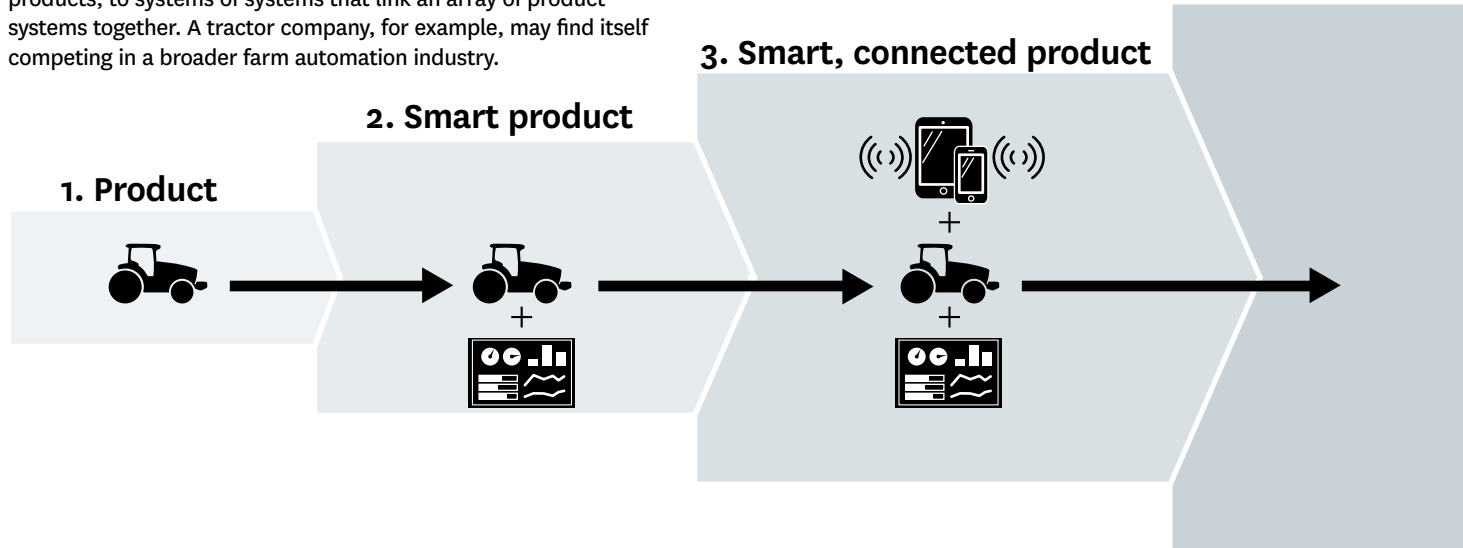 products, to systems of systems that link an array of product
systems together. A tractor company, for example, may find itself
competing in a broader farm automation industry.
3. Smart, connected product
2. Smart product
1. Product